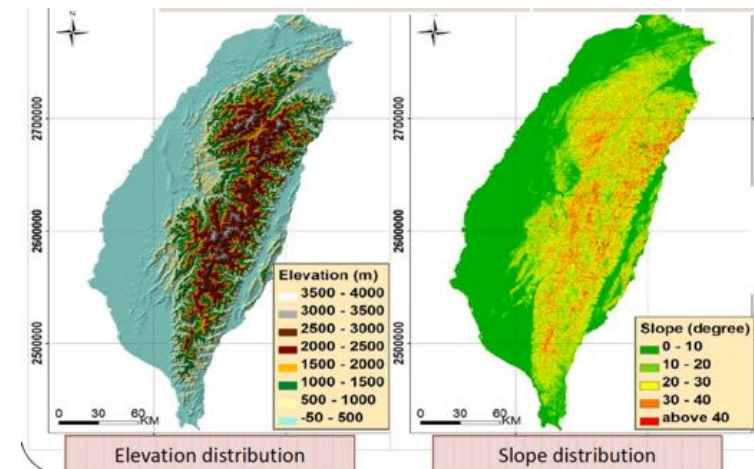 N
2700000
2600000
2500000
Elevation (m)
3500 - 4000
3000 - 3500
2500 - 3000
2000 - 2500
1500 - 2000
1000 - 1500
500 - 1000
-50 - 500
0 30 60
KM
Elevation distribution
N
2700000
2600000
2500000
Slope (degree)
0 - 10
10 - 20
20 - 30
30 - 40
above 40
0 30 60
KM
Slope distribution